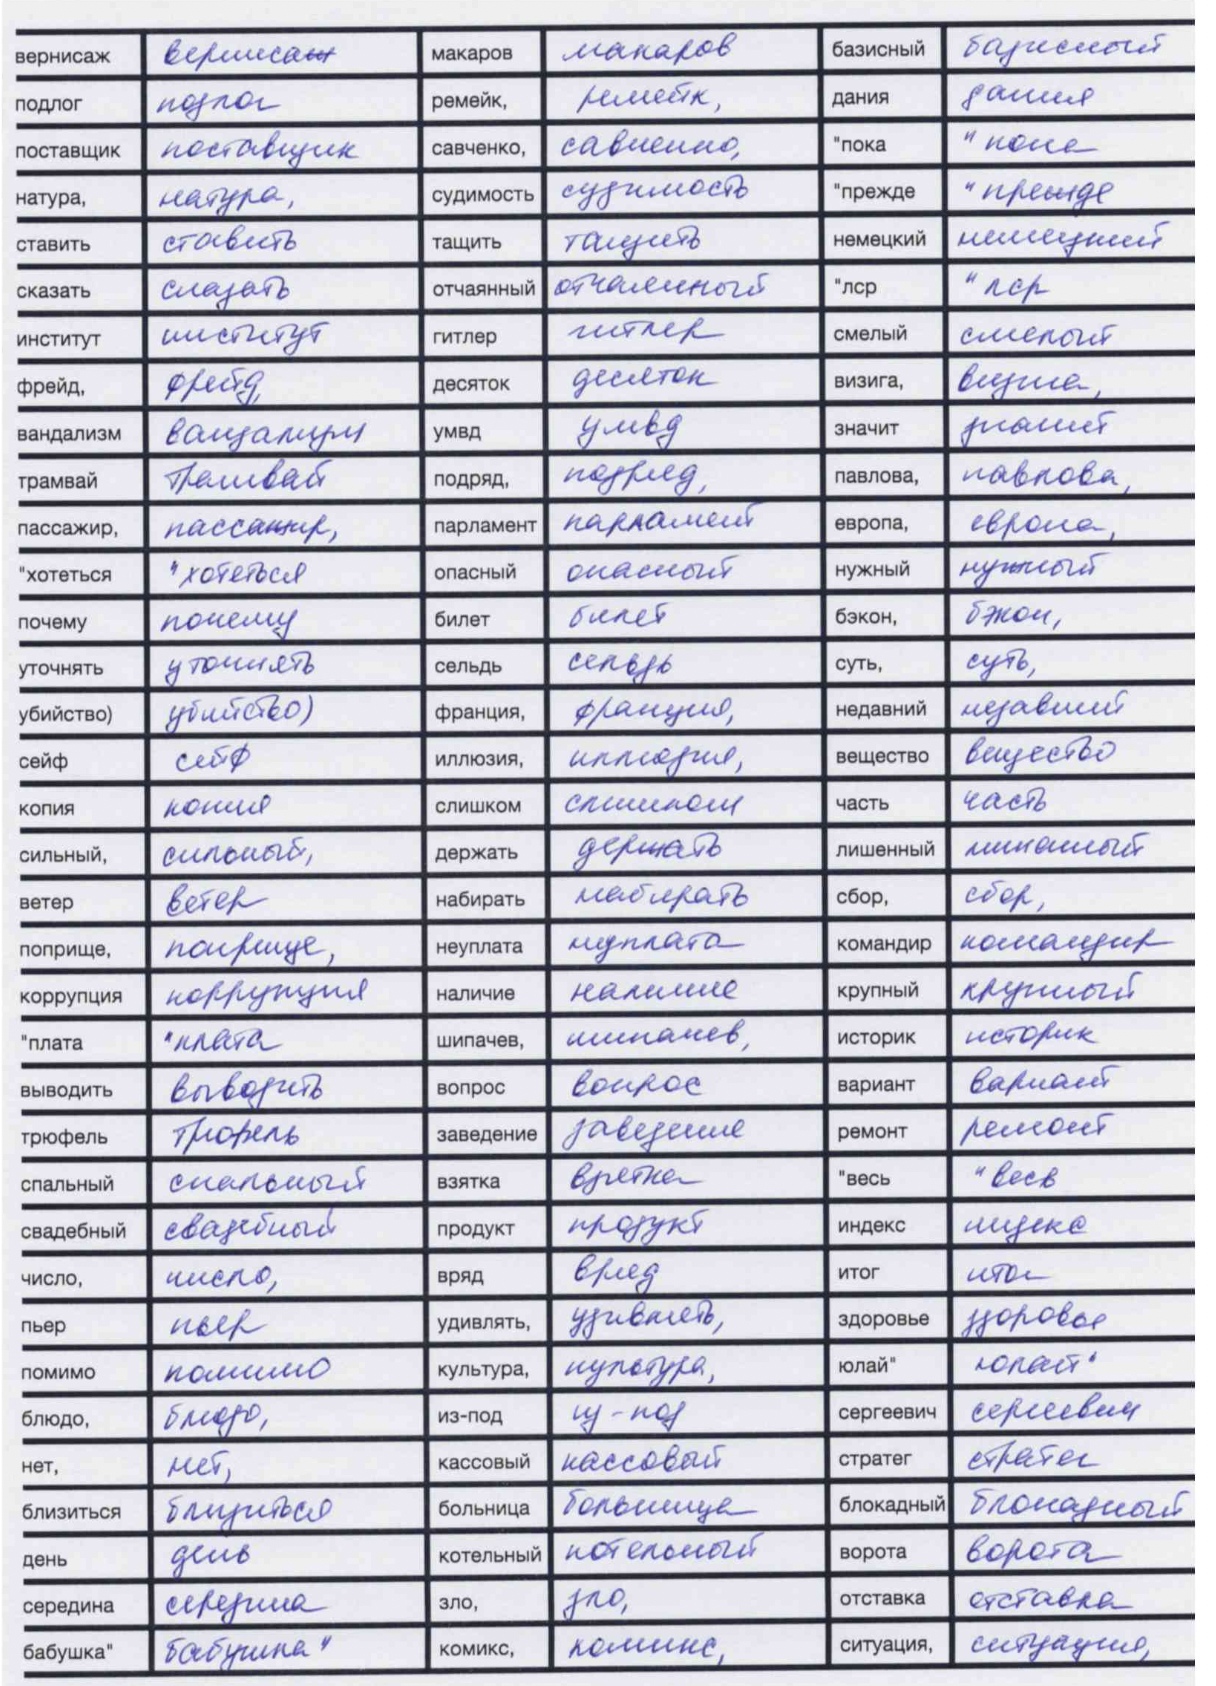 вернисаж вернисаж макаров макаров базисный базисный
подлог подлог ремейк, ремейк, дания дания
поставщик поставщик савченко, савченко, "пока "пока
натура, натура, судимость судимость "прежде "прежде
ставить ставить тащить тащить немецкий немецкий
сказать сказать отчаянный отчаянный "лср "лср
институт институт гитлер гитлер смелый смелый
фрейд, фрейд, десяток десяток визига, визига,
вандализм вандализм умвд умвд значит значит
трамвай трамвай подряд, подряд, павлова, павлова,
пассажир, пассажир, парламент парламент европа, европа,
"хотеться "хотеться опасный опасный нужный нужный
почему почему билет билет бэкон, бэкон,
уточнять уточнять сельдь сельдь суть, суть,
убийство) убийство) франция, франция, недавний недавний
сейф сейф иллюзия, иллюзия, вещество вещество
копия копия слишком слишком часть часть
сильный, сильный, держать держать лишенный
ветер ветер набирать набирать сбор, сбор,
поприще, поприще, неуплата неуплата командир командир
коррупция коррупция наличие наличие крупный крупный
"плата "плата шипачев, шипачев, историк историк
выводить выводить вопрос вопрос вариант вариант
трюфель трюфель заведение заведение ремонт ремонт
спальный спальный взятка взятка "весь "весь
свадебный свадебный продукт продукт индекс индекс
число, число, вряд вряд итог итог
пьер пьер удивлять, удивлять, здоровье здоровье
помимо помимо культура, культура, юлай" юлай"
блюдо, блюдо, из-под из-под сергеевич сергеевич
нет, нет, кассовый кассовый стратег стратег
близиться близиться больница больница блокадный блокадный
день день котельный котельный ворота ворота
середина середина зло, зло, отставка отставка
бабушка" бабушка" комикс, комикс, ситуация, ситуация,